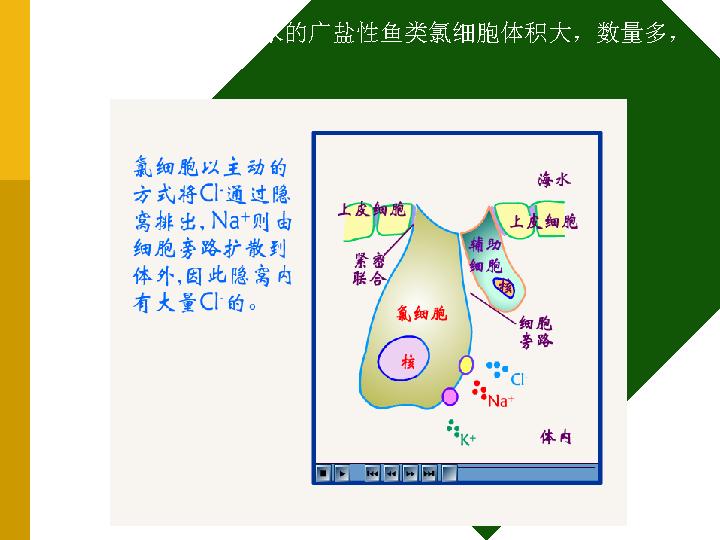 的广盐性鱼类氯细胞体积大，数量多，
氯细胞以主动的
方式将Cl⁻通过隐
窝排出，Na⁺则由
细胞旁路扩散到
体外，因此隐窝内
有大量Cl⁻的。
海水
上皮细胞
上皮细胞
辅助
细胞
紧密
联合
核
氯细胞
细胞
旁路
核
Cl⁻
Na⁺
K⁺
体内